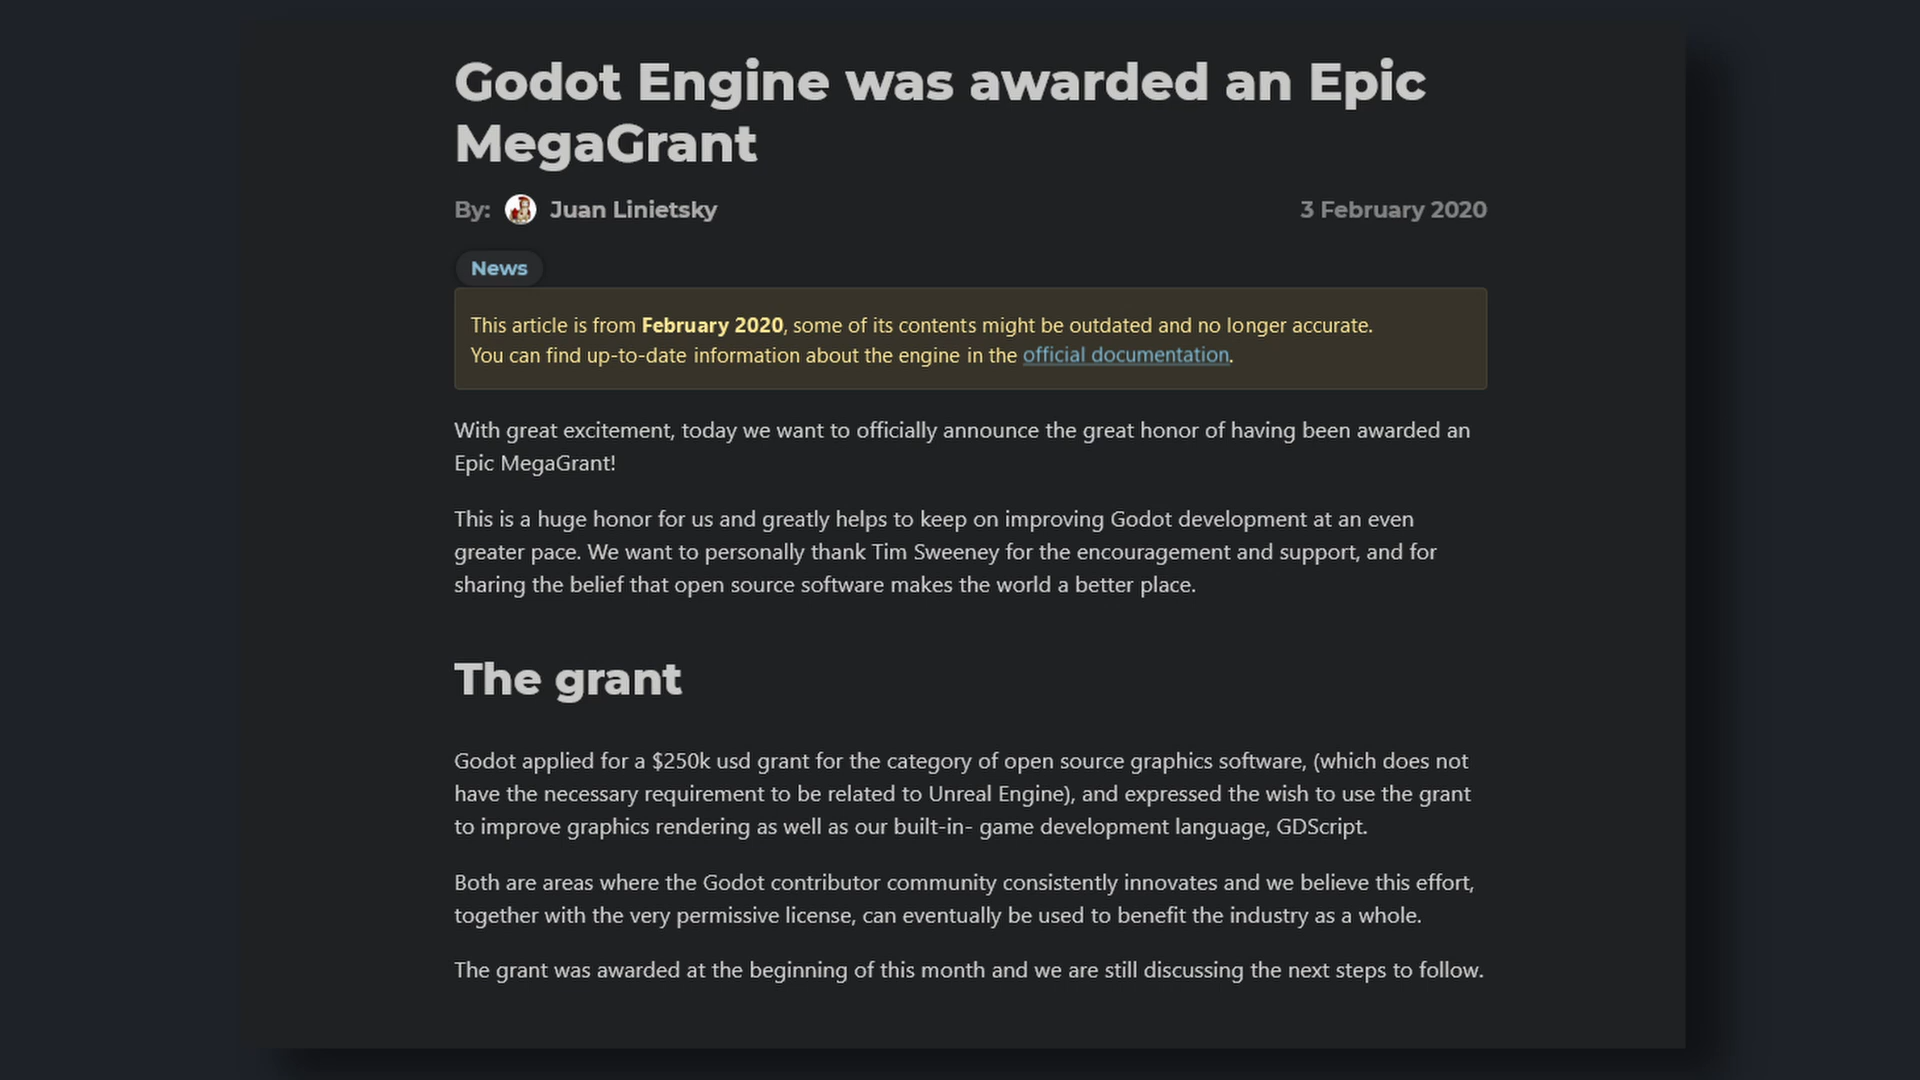 Godot Engine was awarded an Epic
MegaGrant
By: Juan Linietsky 3 February 2020
News
This article is from February 2020, some of its contents might be outdated and no longer accurate.
You can find up-to-date information about the engine in the official documentation.
With great excitement, today we want to officially announce the great honor of having been awarded an
Epic MegaGrant!
This is a huge honor for us and greatly helps to keep on improving Godot development at an even
greater pace. We want to personally thank Tim Sweeney for the encouragement and support, and for
sharing the belief that open source software makes the world a better place.
The grant
Godot applied for a $250k usd grant for the category of open source graphics software, (which does not
have the necessary requirement to be related to Unreal Engine), and expressed the wish to use the grant
to improve graphics rendering as well as our built-in- game development language, GDScript.
Both are areas where the Godot contributor community consistently innovates and we believe this effort,
together with the very permissive license, can eventually be used to benefit the industry as a whole.
The grant was awarded at the beginning of this month and we are still discussing the next steps to follow.